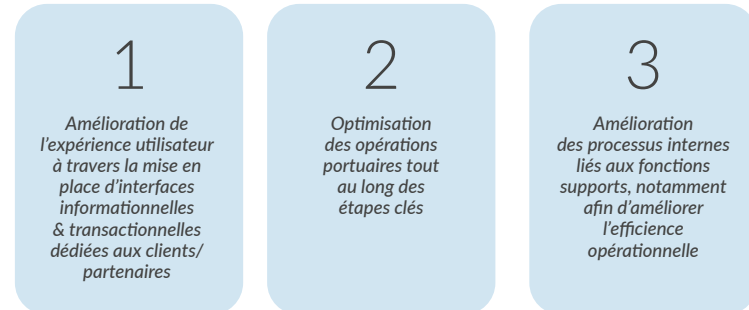 1
Amélioration de
l'expérience utilisateur
à travers la mise en
place d'interfaces
informationnelles
& transactionnelles
dédiées aux clients/
partenaires
2
Optimisation
des opérations
portuaires tout
au long des
étapes clés
3
Amélioration
des processus internes
liés aux fonctions
supports, notamment
afin d'améliorer
l'efficience
opérationnelle